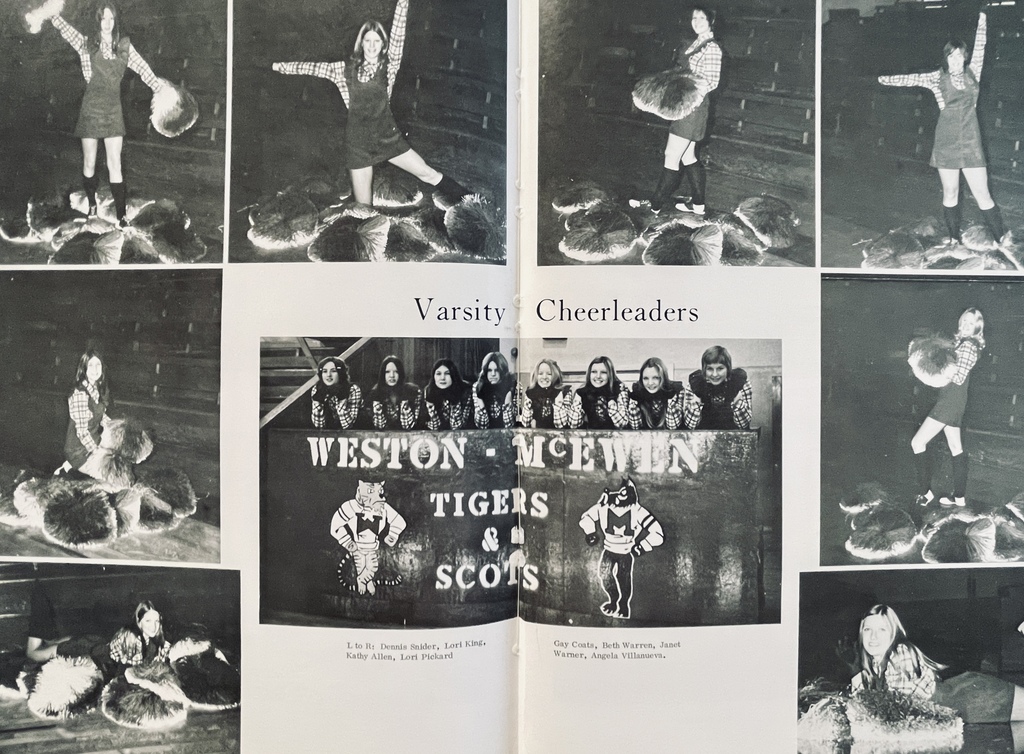 Varsity Cheerleaders
WESTON - McEWEN
TIGERS
&
SCOTS
L to R: Dennie Snider, Lori King,
Kathy Allen, Lori Pickard
Gay Coats, Beth Warren, Janet
Warner, Angela Villanueva.